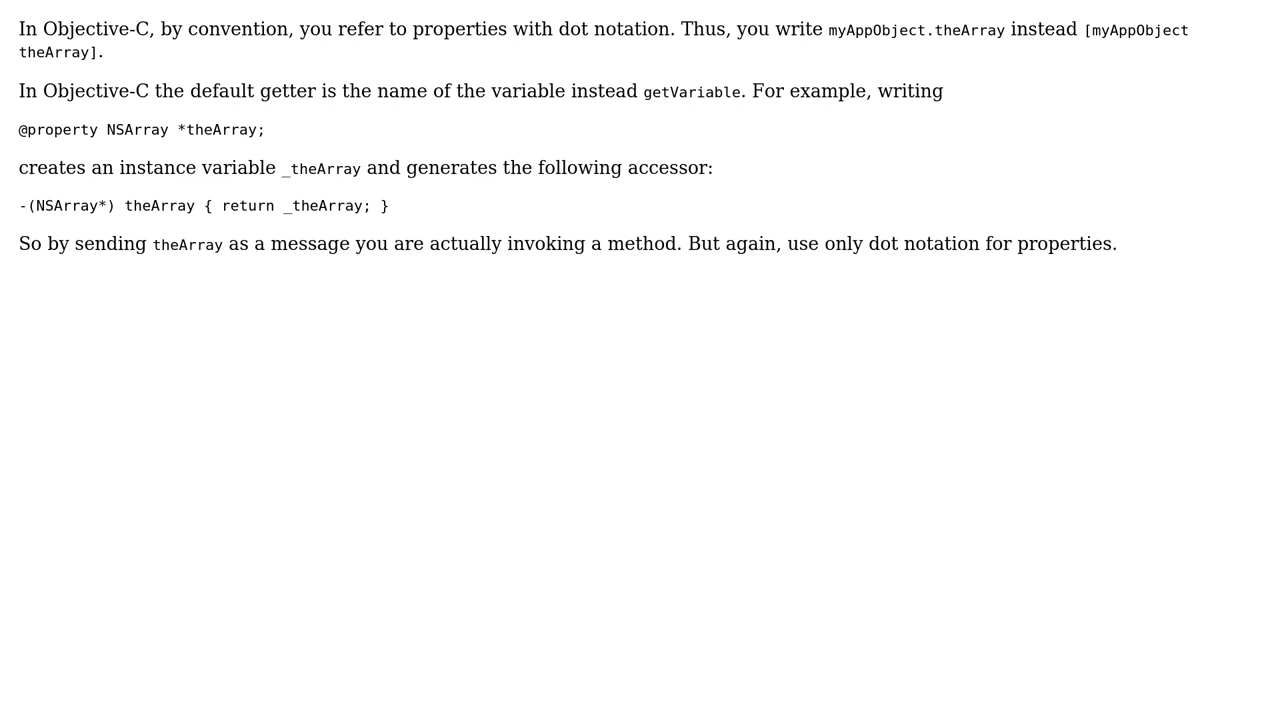 In Objective-C, by convention, you refer to properties with dot notation. Thus, you write myAppObject.theArray instead [myAppObject
theArray].
In Objective-C the default getter is the name of the variable instead getVariable. For example, writing
@property NSArray *theArray;
creates an instance variable _theArray and generates the following accessor:
-(NSArray*) theArray { return _theArray; }
So by sending theArray as a message you are actually invoking a method. But again, use only dot notation for properties.